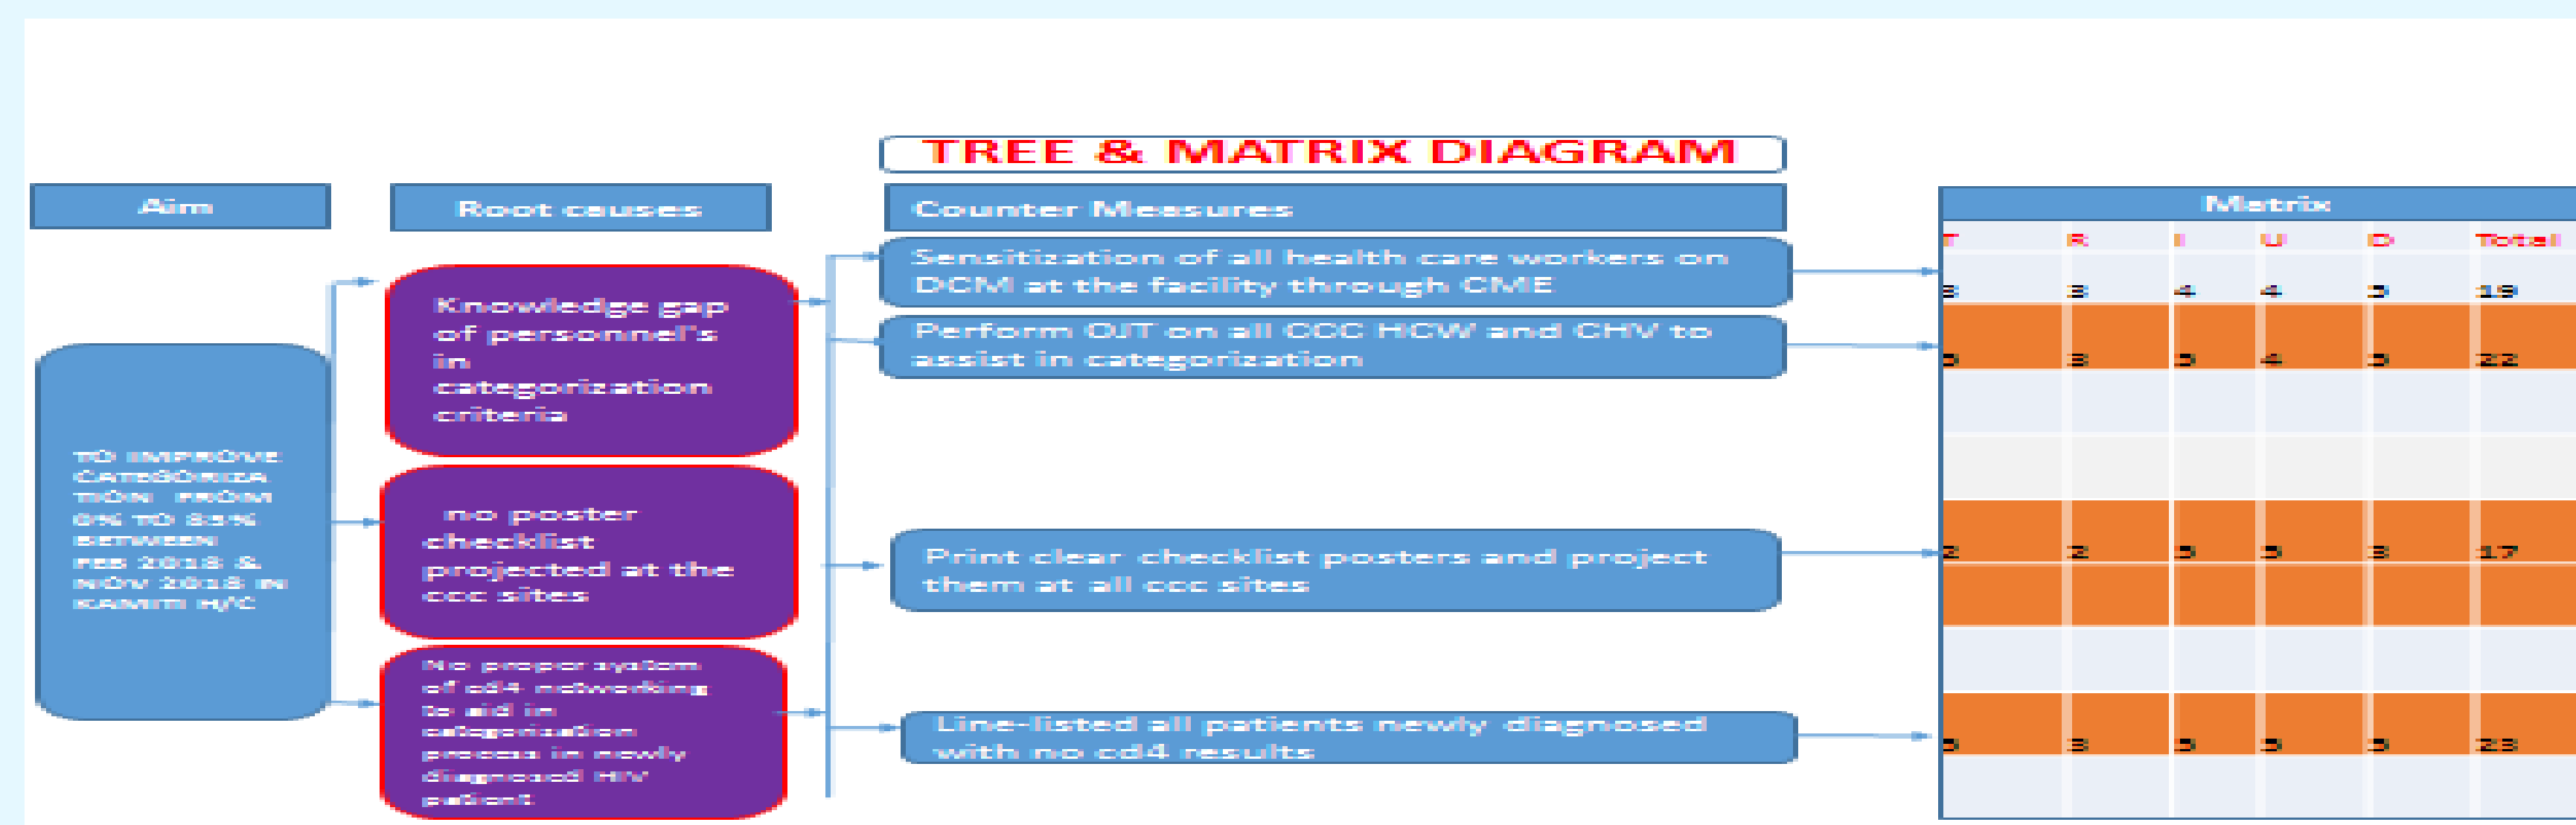 TREE & MATRIX DIAGRAM
Aim
Root causes
Counter Measures
Matrix
TO IMPROVE
CATEGORIZA
TION FROM
0% TO 85%
BETWEEN
FEB 2018 &
NOV 2018 IN
KAMITI H/C
Knowledge gap
of personnel's
in
categorization
criteria
no poster
checklist
projected at the
ccc sites
No proper system
of cd4 networking
to aid in
categorization
process in newly
diagnosed HIV
patient
Sensitization of all health care workers on
DCM at the facility through CME
Perform OJT on all CCC HCW and CHV to
assist in categorization
Print clear checklist posters and project
them at all ccc sites
Line-listed all patients newly diagnosed
with no cd4 results
T R I U D Total
3 3 4 4 5 19
5 3 5 4 5 22
2 2 5 5 3 17
5 3 5 5 5 23